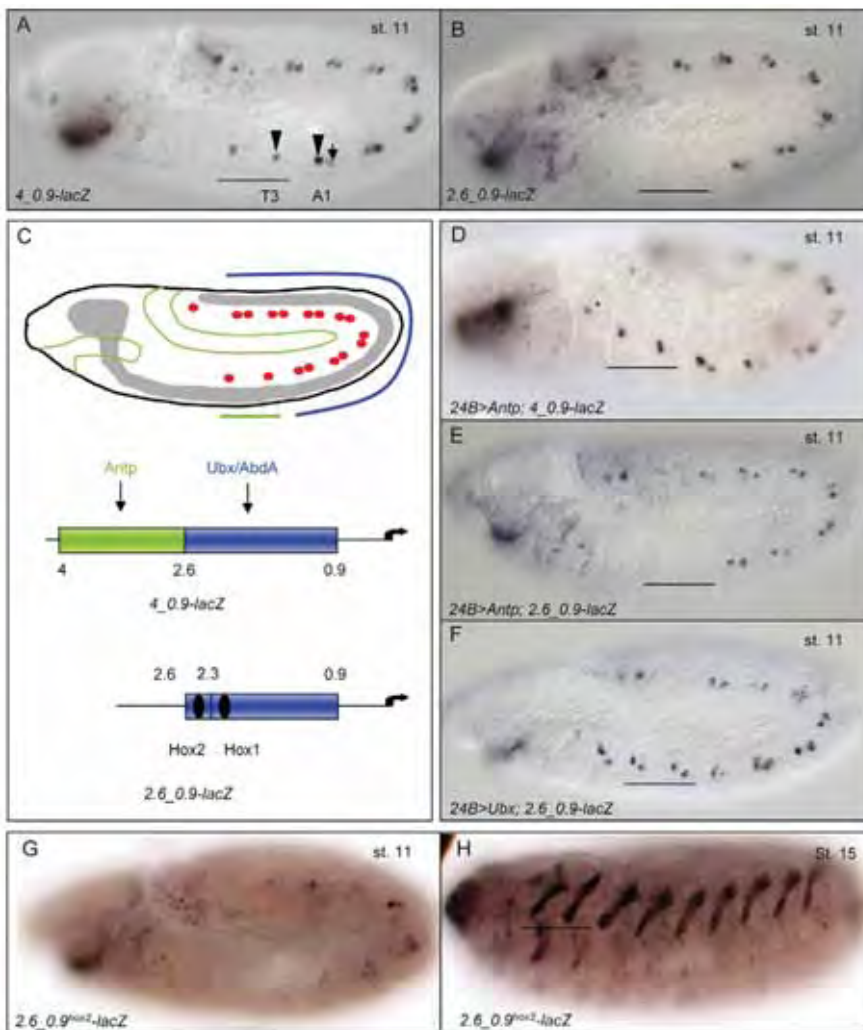 A
st. 11
4_0.9-lacZ
T3
A1
B
st. 11
2.6_0.9-lacZ
C
Antp
Ubx/AbdA
4
2.6
0.9
4_0.9-lacZ
2.6
2.3
0.9
Hox2
Hox1
2.6_0.9-lacZ
D
st. 11
24B>Antp; 4_0.9-lacZ
E
st. 11
24B>Antp; 2.6_0.9-lacZ
F
st. 11
24B>Ubx; 2.6_0.9-lacZ
G
st. 11
2.6_0.9hox2-lacZ
H
St. 15
2.6_0.9hox2-lacZ